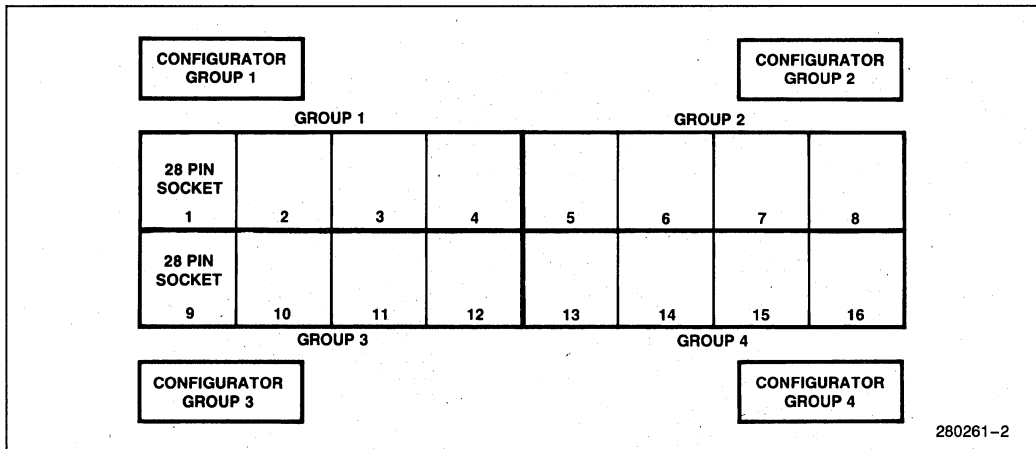 CONFIGURATOR
GROUP 1
CONFIGURATOR
GROUP 2
GROUP 1
GROUP 2
28 PIN
SOCKET
1
2
3
4
5
6
7
8
28 PIN
SOCKET
9
10
11
12
13
14
15
16
GROUP 3
GROUP 4
CONFIGURATOR
GROUP 3
CONFIGURATOR
GROUP 4
280261–2